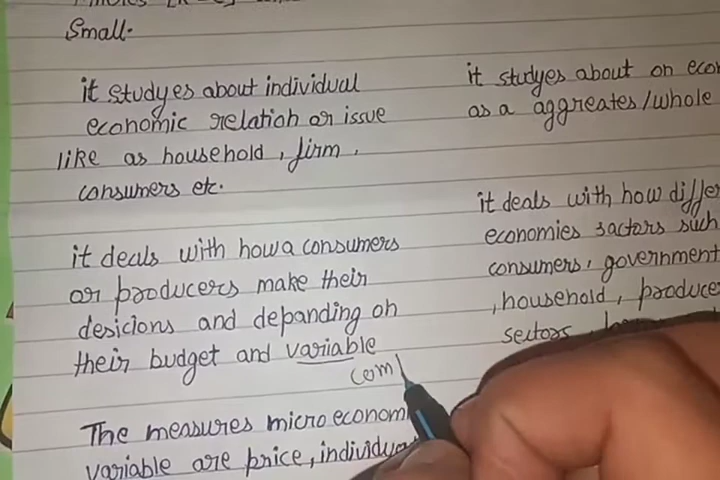 Small.
it studyes about individual
economic relation or issue
like as household, firm,
consumers etc.
it deals with how a consumers
or producers make their
desicions and depanding on
their budget and variable
com
The measures microeconom
variable are price, individua
it studyes about on eco
as a aggreates/whole
it deals with how diffe
economies sactors such
consumers, government
, household, produce
sectors,